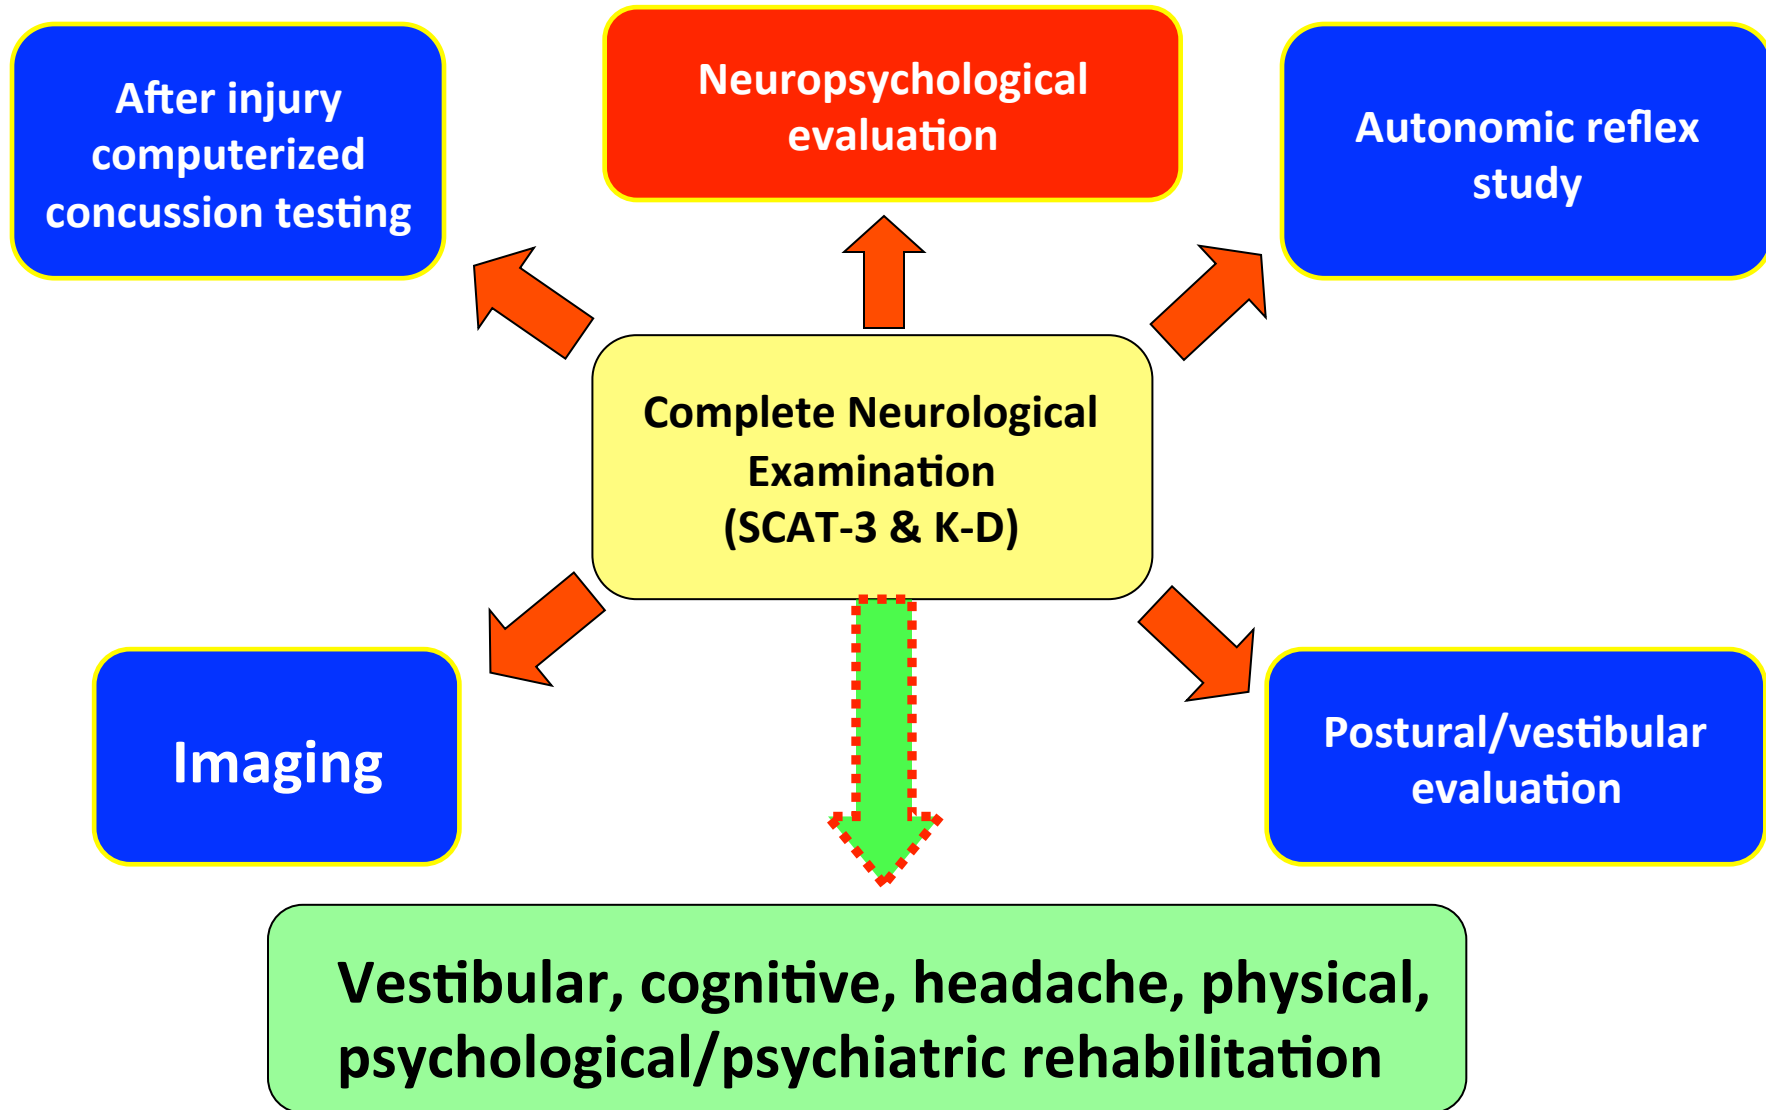 After injury
computerized
concussion testing
Neuropsychological
evaluation
Autonomic reflex
study
Complete Neurological
Examination
(SCAT-3 & K-D)
Imaging
Postural/vestibular
evaluation
Vestibular, cognitive, headache, physical,
psychological/psychiatric rehabilitation